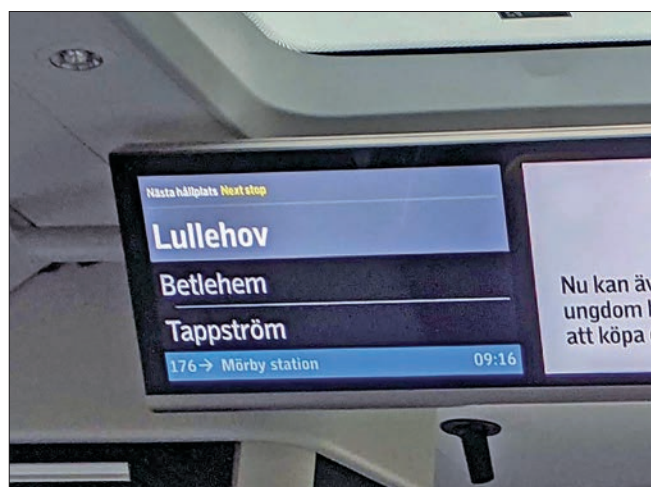 Nästa hållplats Next stop
Lullehov
Betlehem
Tappström
176→ Mörby station 09:16
Nu kan äv
ungdom
att köpa